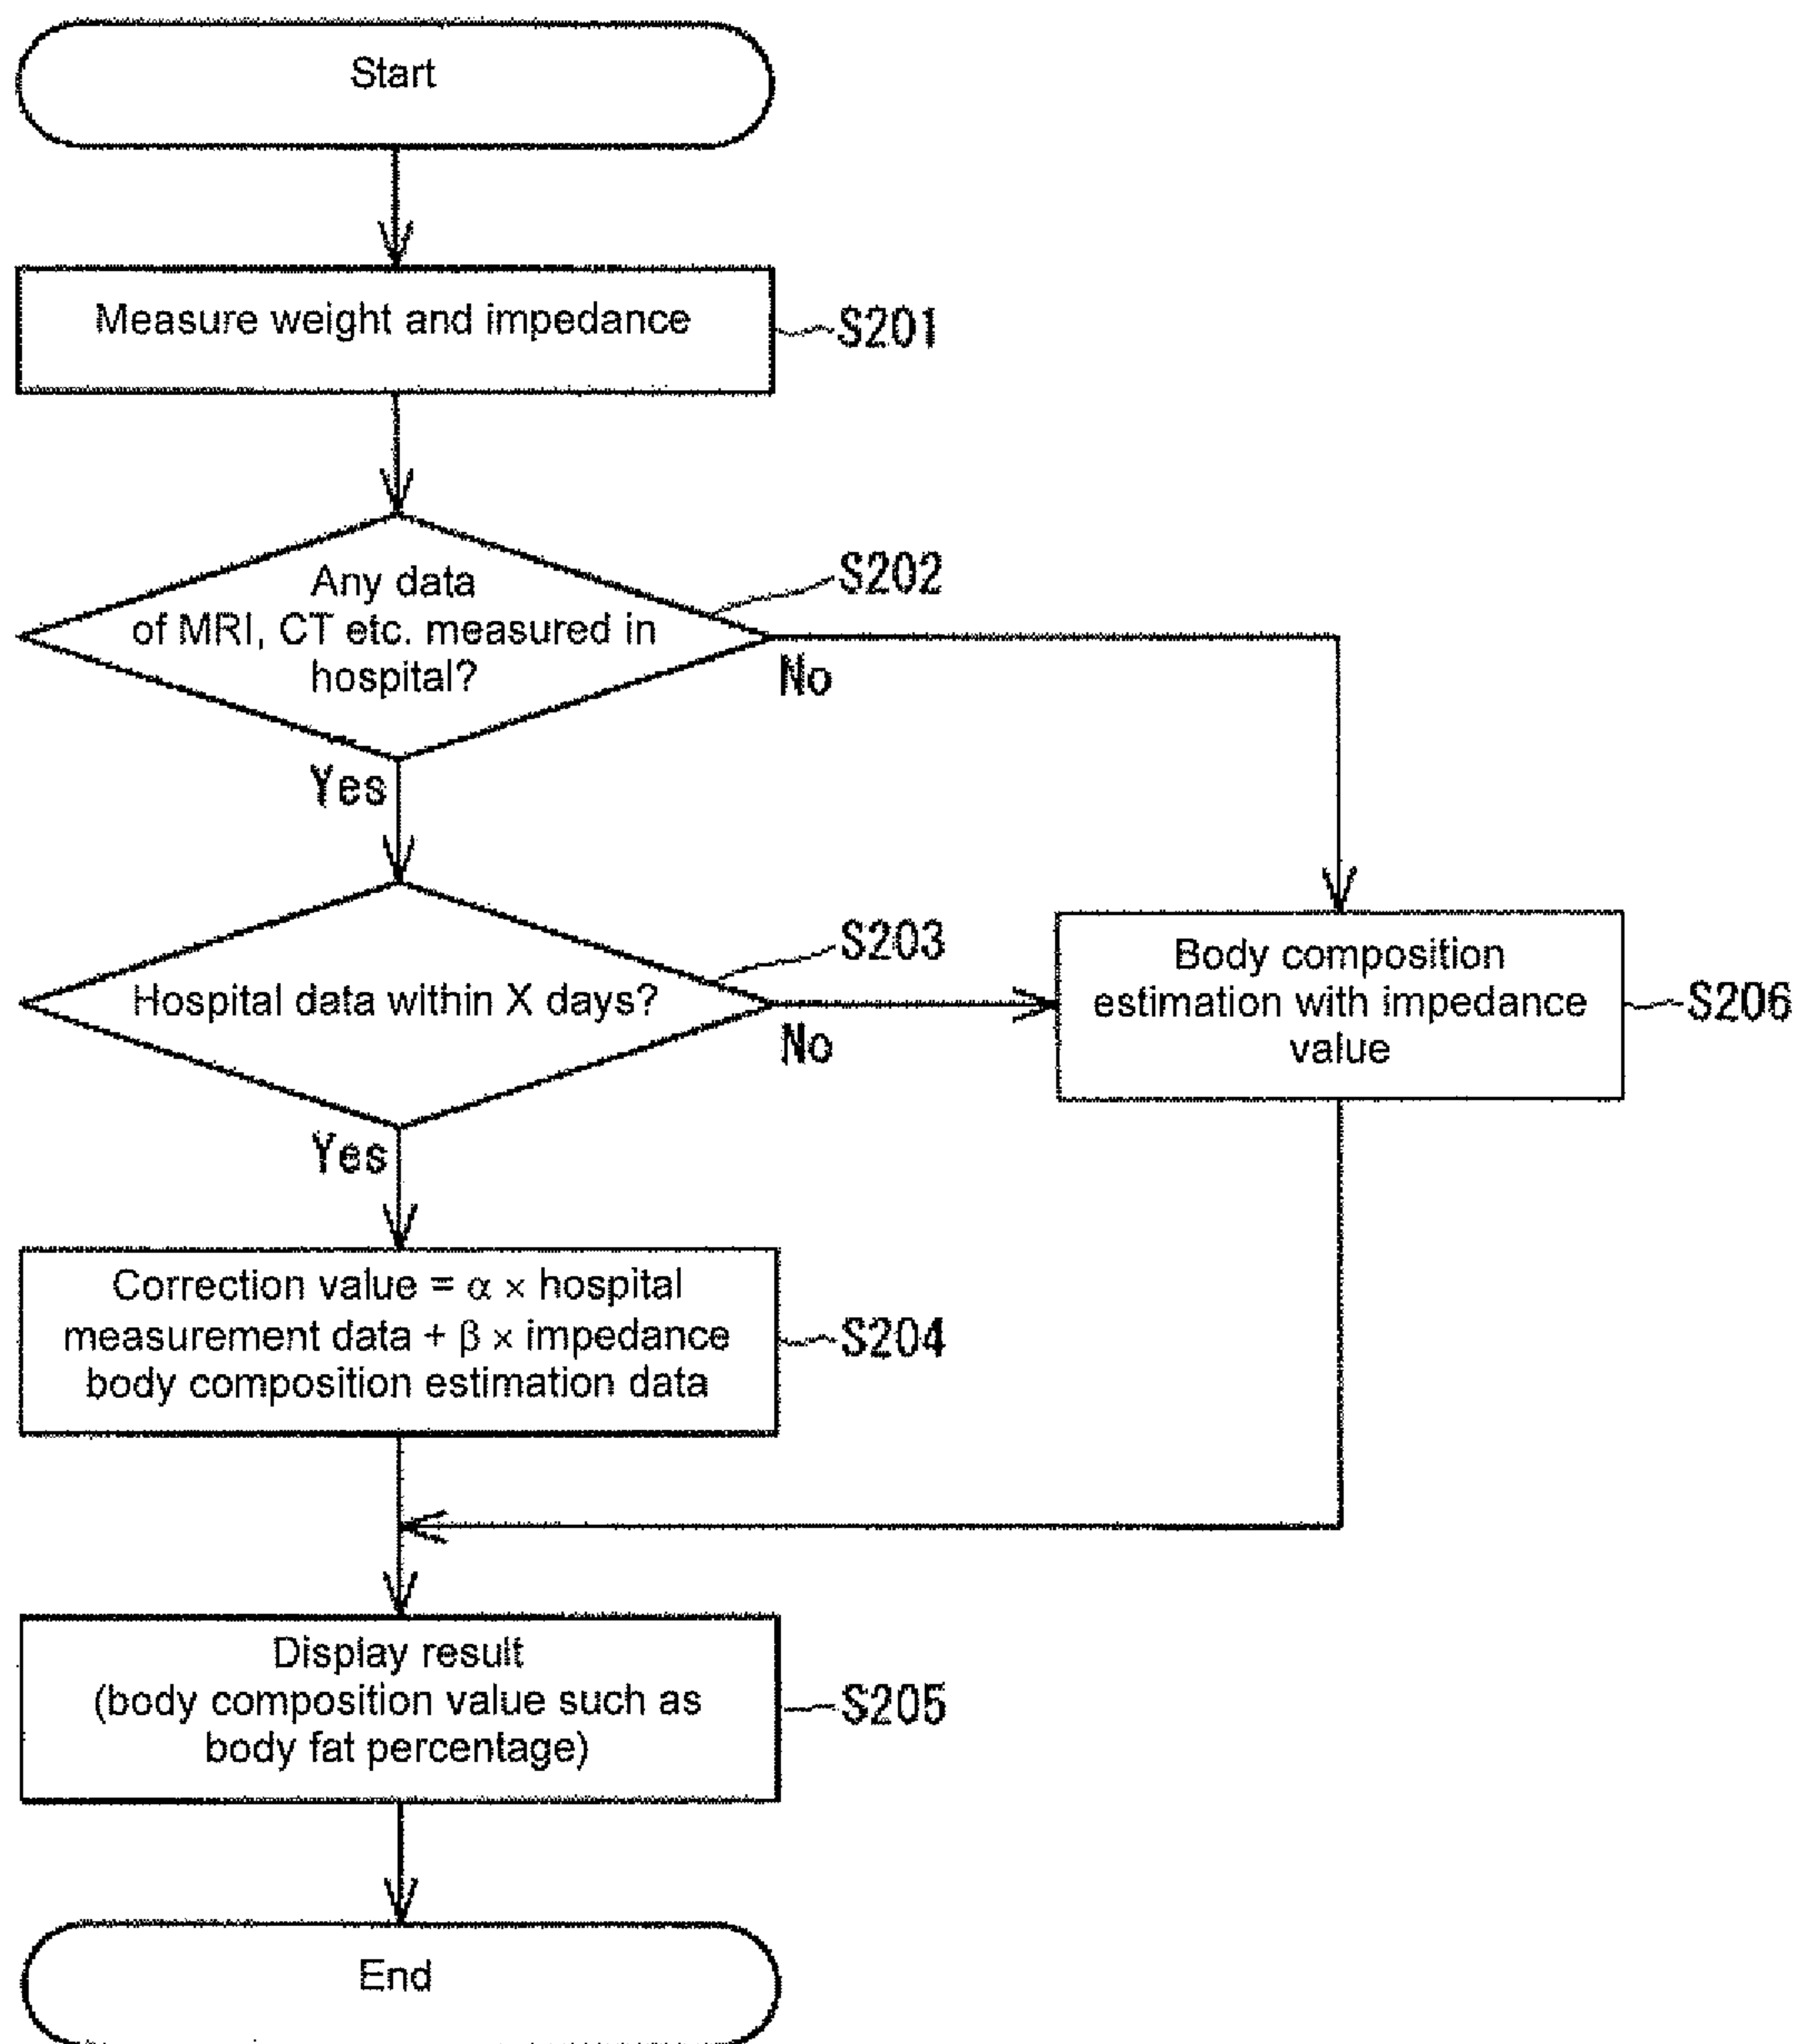 Start
Measure weight and impedance
S201
Any data
of MRI, CT etc. measured in
hospital?
S202
No
Yes
Hospital data within X days?
S203
No
Body composition
estimation with impedance
value
S206
Yes
Correction value = α × hospital
measurement data + β × impedance
body composition estimation data
S204
Display result
(body composition value such as
body fat percentage)
S205
End